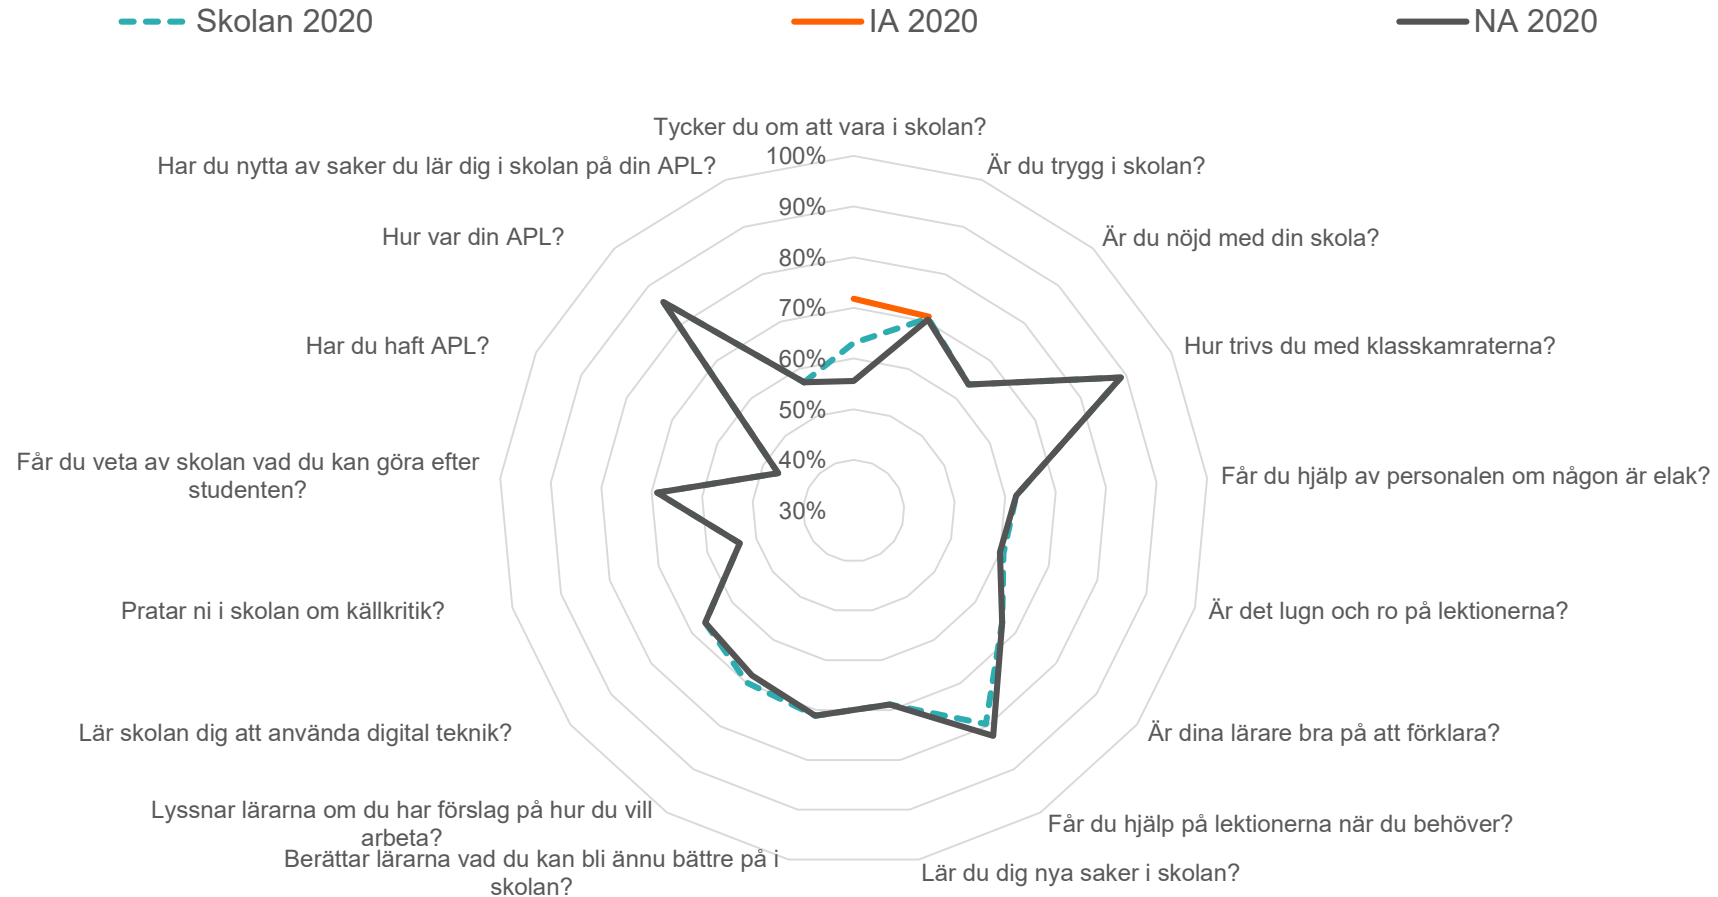 Skolan 2020
IA 2020
NA 2020
Tycker du om att vara i skolan?
Är du trygg i skolan?
Är du nöjd med din skola?
Hur trivs du med klasskamraterna?
Får du hjälp av personalen om någon är elak?
Är det lugn och ro på lektionerna?
Är dina lärare bra på att förklara?
Får du hjälp på lektionerna när du behöver?
Lär du dig nya saker i skolan?
Berättar lärarna vad du kan bli ännu bättre på i
skolan?
Lyssnar lärarna om du har förslag på hur du vill
arbeta?
Lär skolan dig att använda digital teknik?
Pratar ni i skolan om källkritik?
Får du veta av skolan vad du kan göra efter
studenten?
Har du haft APL?
Hur var din APL?
Har du nytta av saker du lär dig i skolan på din APL?
100%
90%
80%
70%
60%
50%
40%
30%